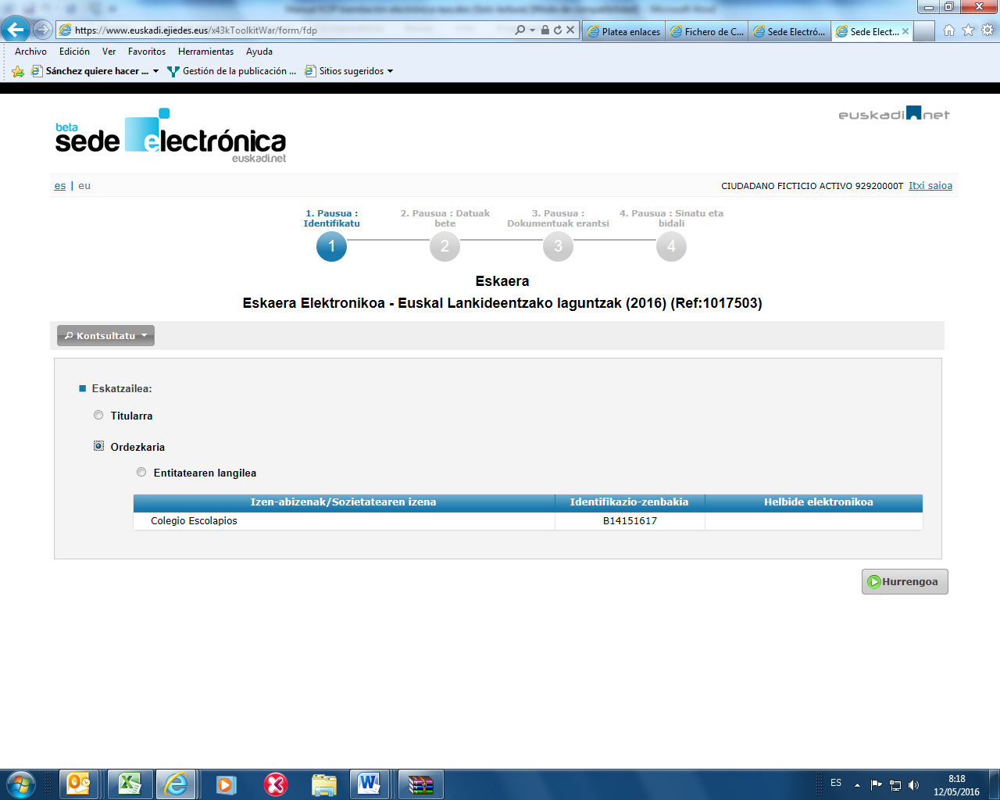 https://www.euskadi.ejiedes.eus/x43kToolkitWar/form/fdp
Platea enlaces
Fichero de C...
Sede Electró...
Sede Elect...
Archivo Edición Ver Favoritos Herramientas Ayuda
Sánchez quiere hacer ... Gestión de la publicación ... Sitios sugeridos
beta
sede electrónica
euskadi.net
euskadi net
es | eu
CIUDADANO FICTICIO ACTIVO 92920000T Itxi saioa
1. Pausua : Identifikatu
2. Pausua : Datuak bete
3. Pausua : Dokumentuak erantsi
4. Pausua : Sinatu eta bidali
1 2 3 4
Eskaera
Eskaera Elektronikoa - Euskal Lankideentzako laguntzak (2016) (Ref:1017503)
Kontsultatu
Eskatzailea:
Titularra
Ordezkaria
Entitatearen langilea
Izen-abizenak/Sozietatearen izena Identifikazio-zenbakia Helbide elektronikoa
Colegio Escolapios B14151617
Hurrengoa
ES
8:18
12/05/2016